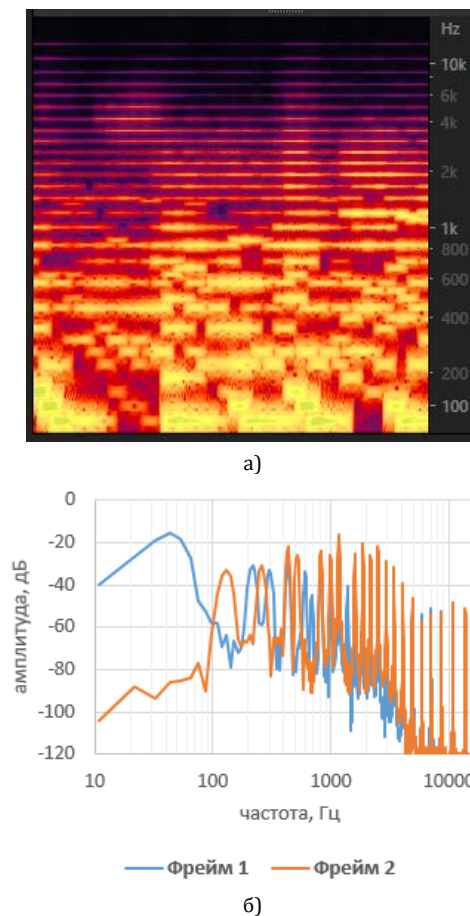 Hz
10k
6k
4k
2k
1k
800
600
400
200
100
а)
0
-20
-40
-60
-80
-100
-120
амплитуда, дБ
10
100
1000
10000
частота, Гц
Фрейм 1
Фрейм 2
б)